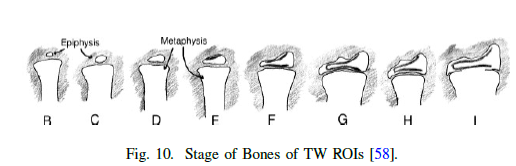 Epiphysis Metaphysis
R C D F F G H I
Fig. 10. Stage of Bones of TW ROIs [58].